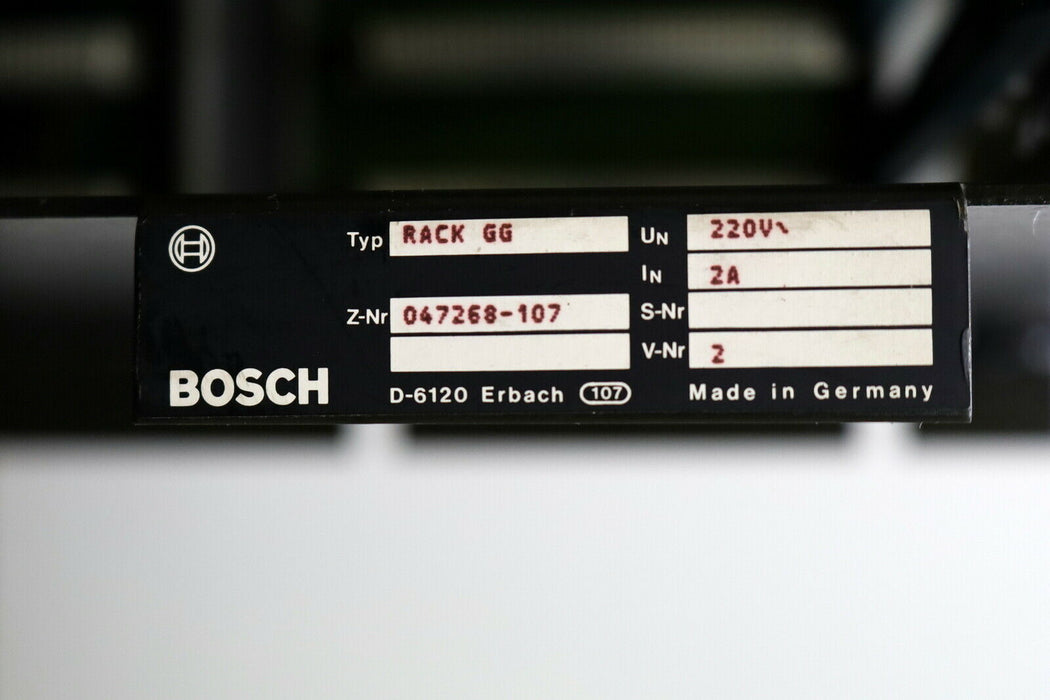 Typ RACK GG
UN 220V~
IN 2A
Z-Nr 047268-107
S-Nr
V-Nr 2
BOSCH
D-6120 Erbach 107
Made in Germany